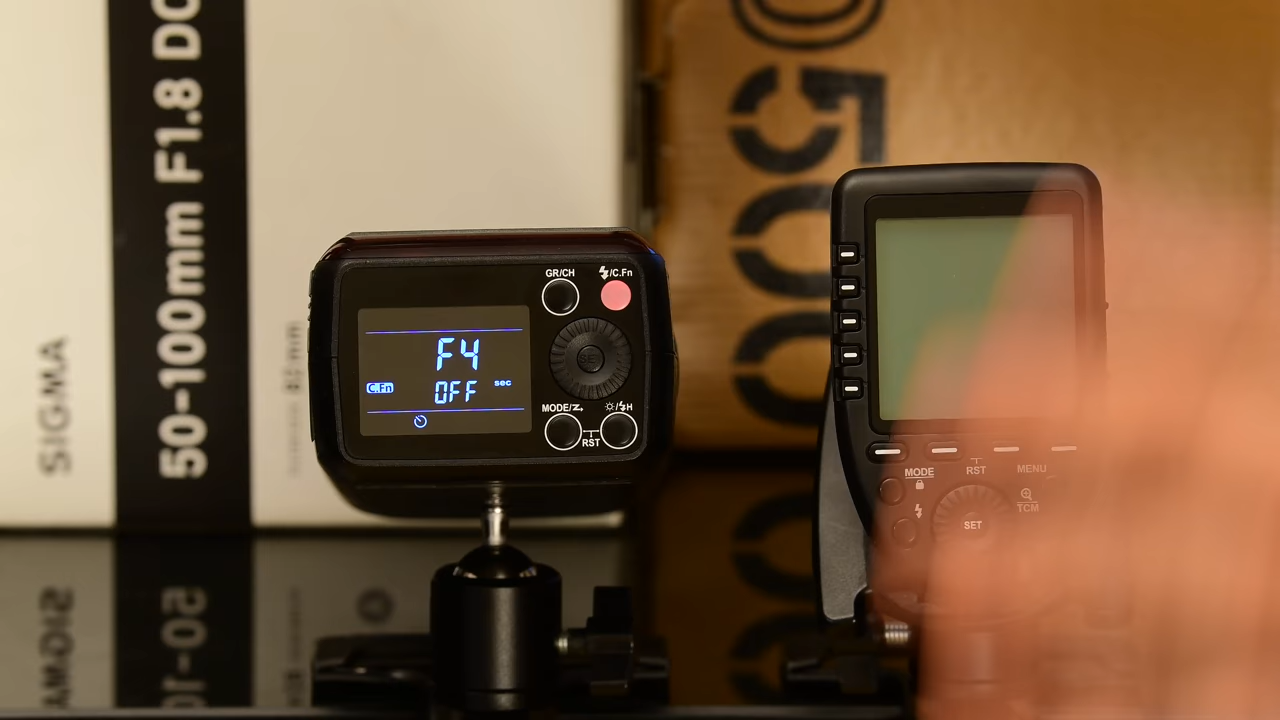 SIGMA
50-100mm F1.8 DC
GR/CH
/C.Fn
F4
C.Fn
OFF
sec
SET
MODE/
/ H
RST
5000
MODE
RST
MENU
TCM
SET